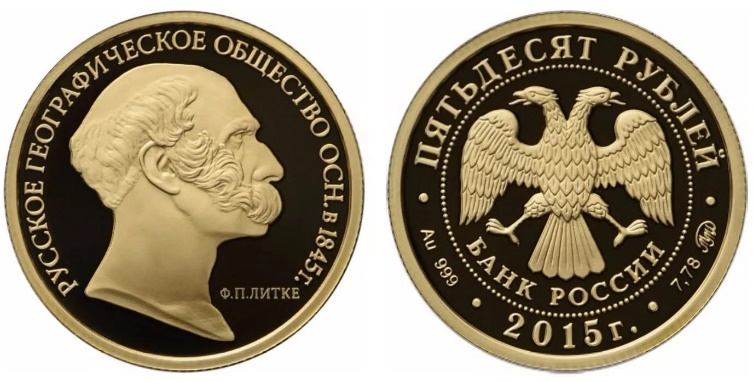 РУССКОЕ ГЕОГРАФИЧЕСКОЕ ОБЩЕСТВО ОСН. В 1845г.
Ф.П.ЛИТКЕ
ПЯТЬДЕСЯТ РУБЛЕЙ
Au 999
БАНК РОССИИ
7,78
2015г.